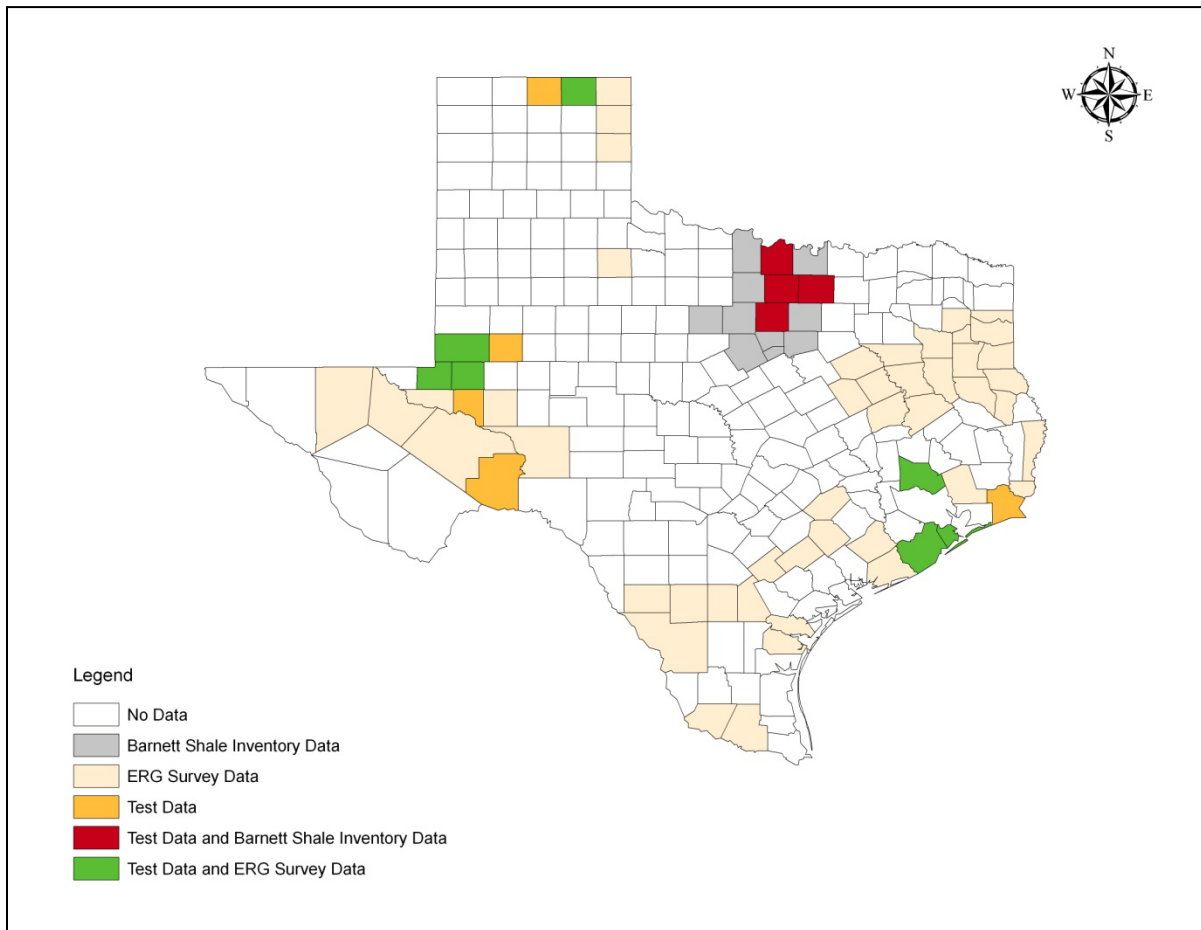 N
W E
S
Legend
No Data
Barnett Shale Inventory Data
ERG Survey Data
Test Data
Test Data and Barnett Shale Inventory Data
Test Data and ERG Survey Data